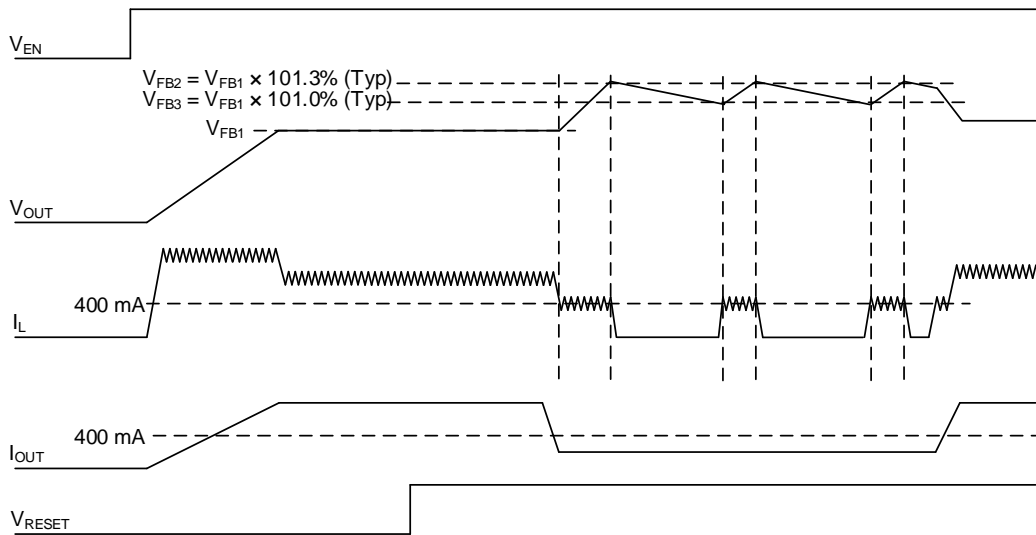 VEN
VFB2 = VFB1 × 101.3% (Typ)
VFB3 = VFB1 × 101.0% (Typ)
VFB1
VOUT
400 mA
IL
400 mA
IOUT
VRESET